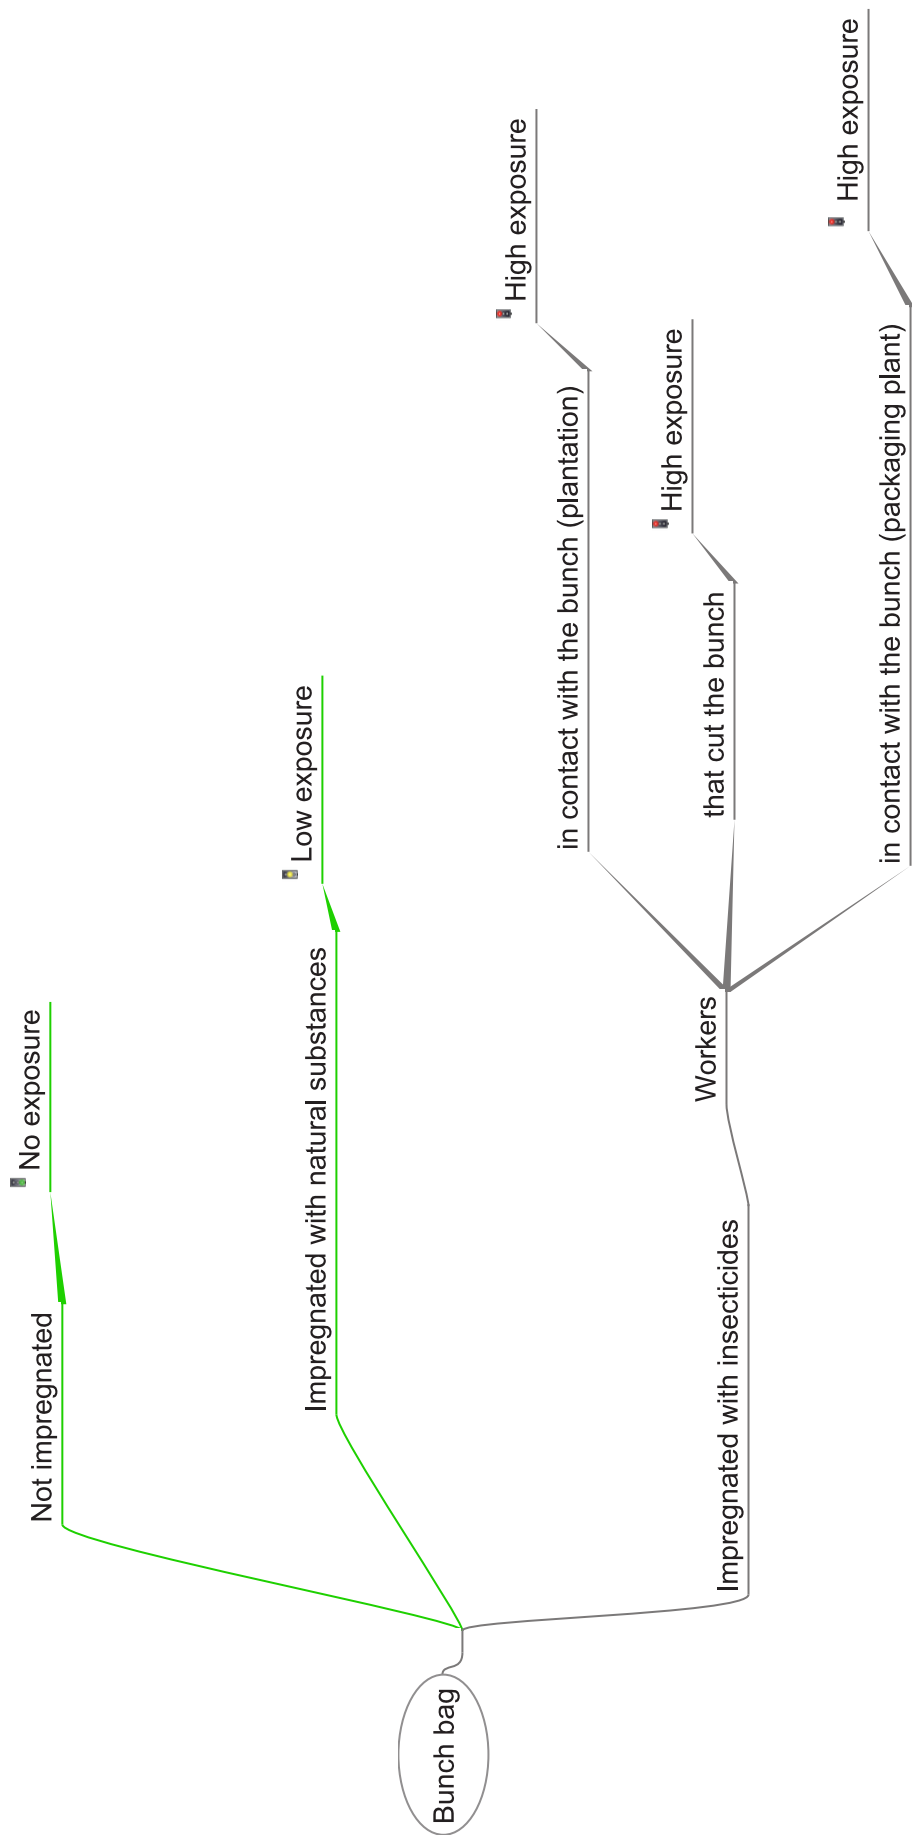 Bunch bag
Not impregnated
No exposure
Impregnated with natural substances
Low exposure
Impregnated with insecticides
Workers
in contact with the bunch (plantation)
High exposure
that cut the bunch
High exposure
in contact with the bunch (packaging plant)
High exposure